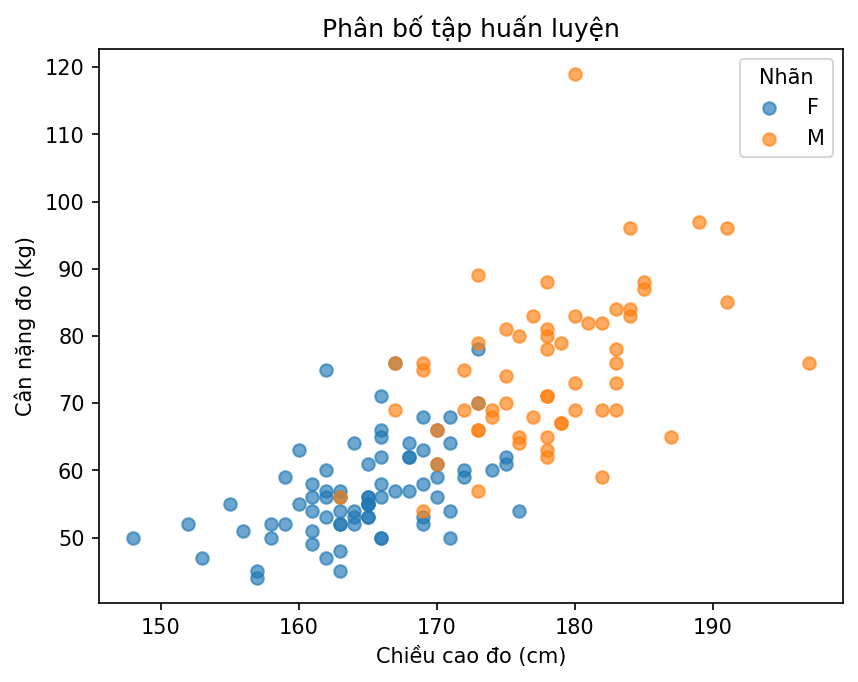 Phân bố tập huấn luyện
Nhãn
F
M
120
110
100
90
80
70
60
50
Cân nặng đo (kg)
150 160 170 180 190
Chiều cao đo (cm)